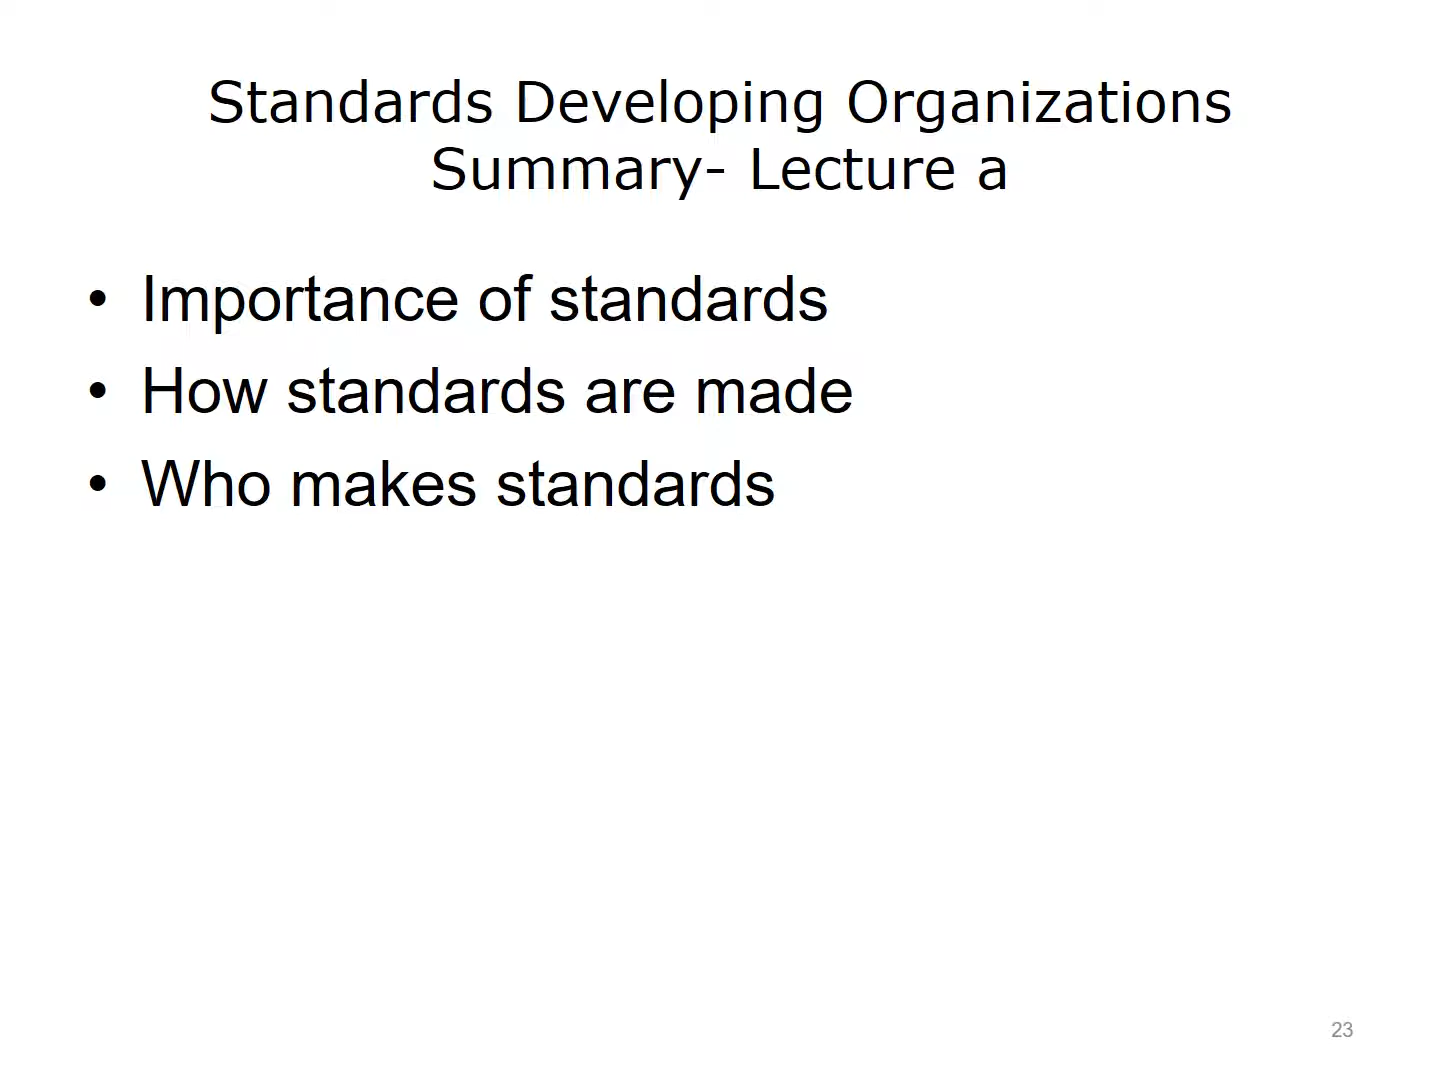 Standards Developing Organizations
Summary- Lecture a
• Importance of standards
• How standards are made
• Who makes standards
23